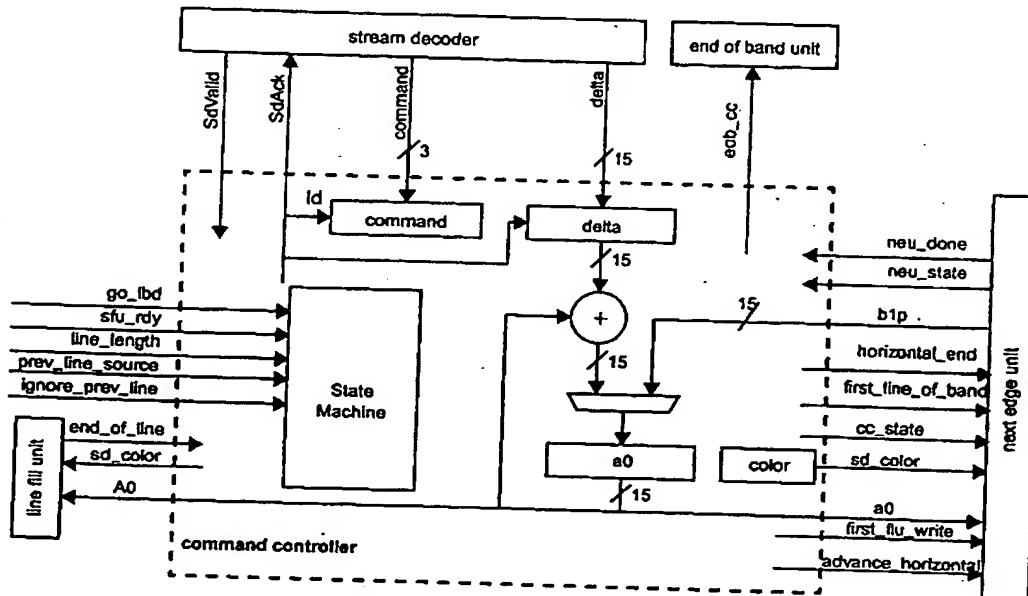 stream decoder
end of band unit
SdValid
SdAck
command
delta
eob_cc
3
15
ld
command
delta
15
neu_done
neu_state
go_lbd
sfu_rdy
line_length
prev_line_source
ignore_prev_line
State
Machine
+
15
15
b1p
horizontal_end
first_line_of_band
cc_state
next edge unit
end_of_line
sd_color
A0
line fill unit
a0
15
color
sd_color
a0
first_flu_write
advance_horizontal
command controller